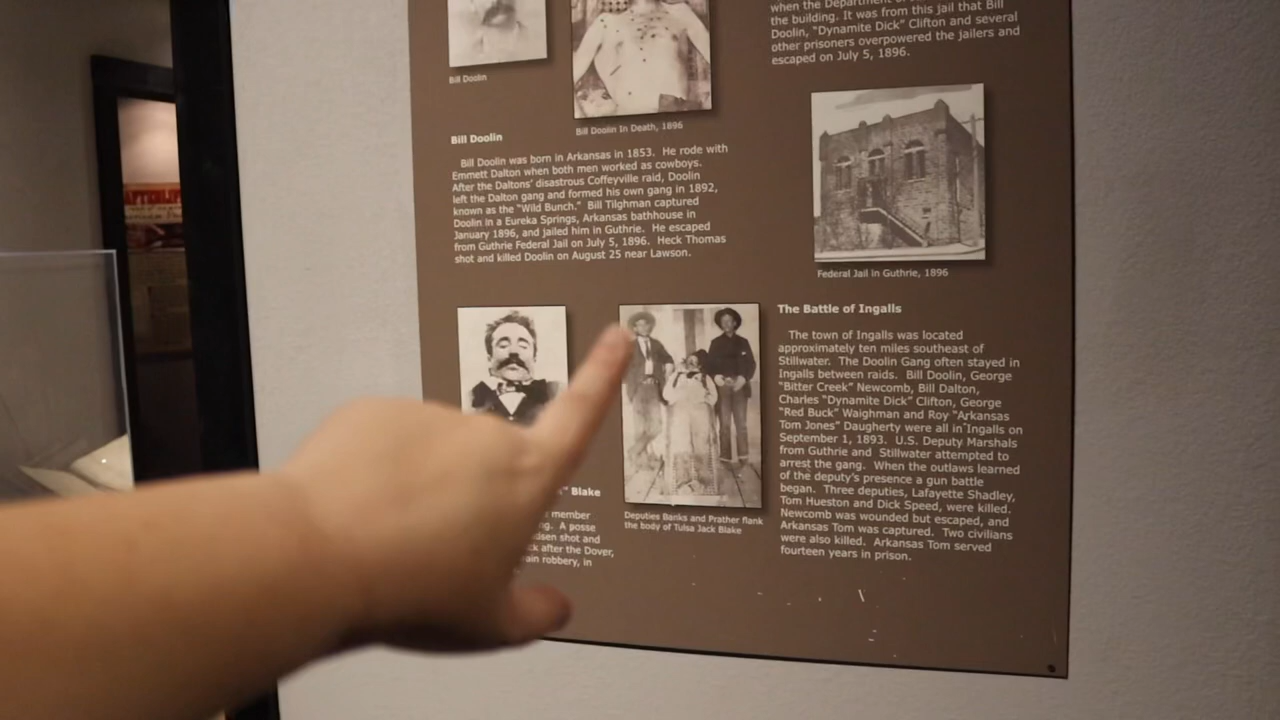 when the Department of
the building. It was from this jail that Bill
Doolin, "Dynamite Dick" Clifton and several
other prisoners overpowered the jailers and
escaped on July 5, 1896.
Bill Doolin
Bill Doolin In Death, 1896
Bill Doolin
Bill Doolin was born in Arkansas in 1853. He rode with
Emmett Dalton when both men worked as cowboys.
After the Daltons' disastrous Coffeyville raid, Doolin
left the Dalton gang and formed his own gang in 1892,
known as the "Wild Bunch." Bill Tilghman captured
Doolin in a Eureka Springs, Arkansas bathhouse in
January 1896, and jailed him in Guthrie. He escaped
from Guthrie Federal Jail on July 5, 1896. Heck Thomas
shot and killed Doolin on August 25 near Lawson.
Federal Jail in Guthrie, 1896
The Battle of Ingalls
The town of Ingalls was located
approximately ten miles southeast of
Stillwater. The Doolin Gang often stayed in
Ingalls between raids. Bill Doolin, George
"Bitter Creek" Newcomb, Bill Dalton,
Charles "Dynamite Dick" Clifton, George
"Red Buck" Waighman and Roy "Arkansas
Tom Jones" Daugherty were all in Ingalls on
September 1, 1893. U.S. Deputy Marshals
from Guthrie and Stillwater attempted to
arrest the gang. When the outlaws learned
of the deputy's presence a gun battle
began. Three deputies, Lafayette Shadley,
Tom Hueston and Dick Speed, were killed.
Newcomb was wounded but escaped, and
Arkansas Tom was captured. Two civilians
were also killed. Arkansas Tom served
fourteen years in prison.
Deputies Banks and Prather flank
the body of Tulsa Jack Blake
," Blake
member
ng. A posse
dsen shot and
ck after the Dover,
ain robbery, in